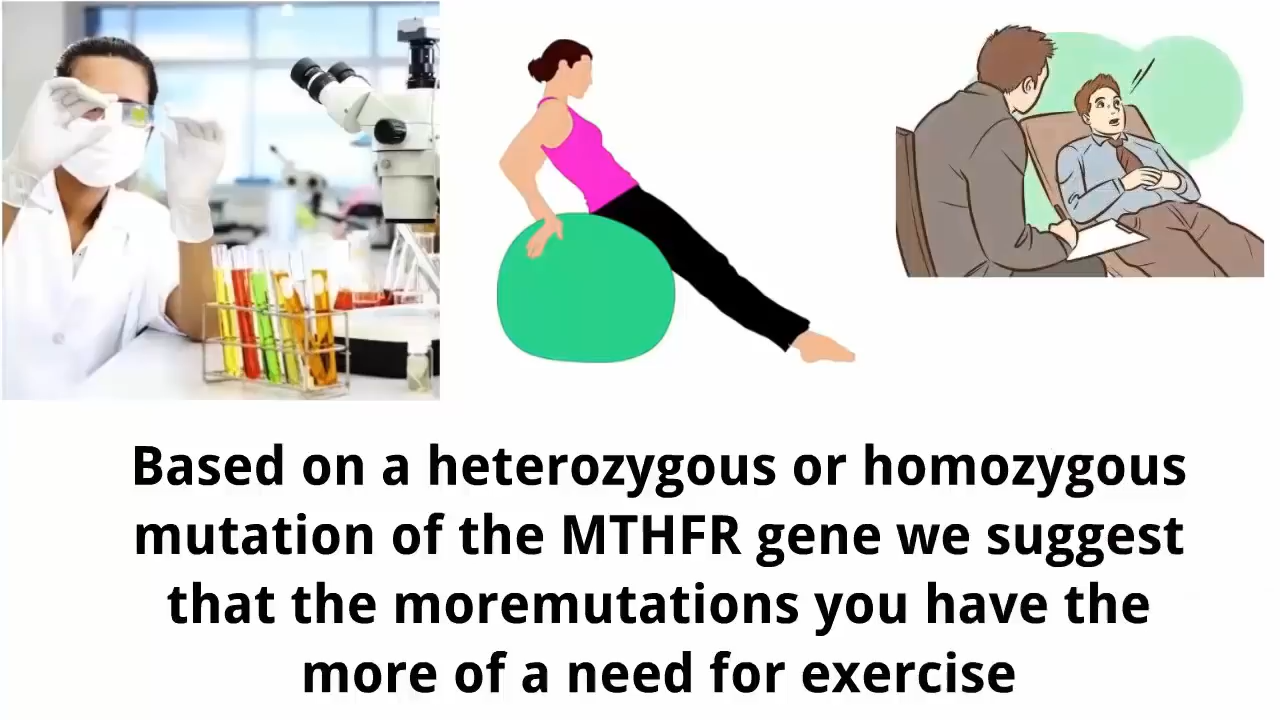 Based on a heterozygous or homozygous
mutation of the MTHFR gene we suggest
that the moremutations you have the
more of a need for exercise